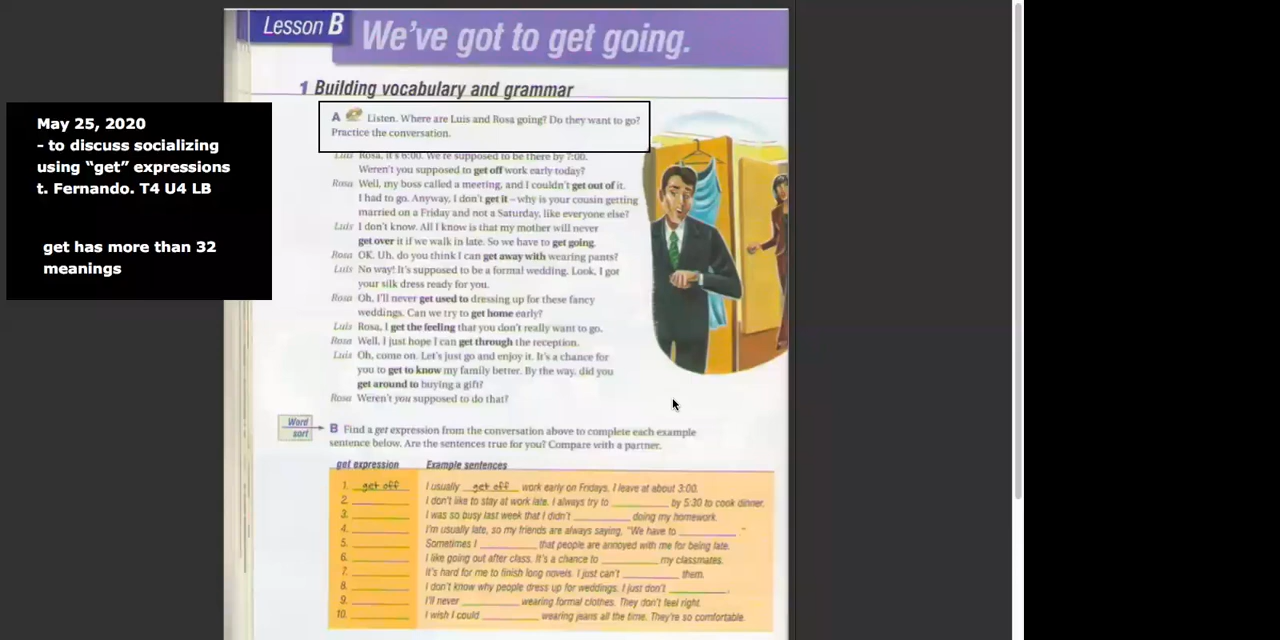 Lesson B
We've got to get going.
1 Building vocabulary and grammar
A Listen. Where are Luis and Rosa going? Do they want to go?
Practice the conversation.
May 25, 2020
- to discuss socializing
using “get” expressions
t. Fernando. T4 U4 LB
get has more than 32
meanings
Luis Rosa, it's 6:00. We're supposed to be there by 7:00.
Weren't you supposed to get off work early today?
Rosa Well, my boss called a meeting, and I couldn't get out of it.
I had to go. Anyway, I don't get it – why is your cousin getting
married on a Friday and not a Saturday, like everyone else?
Luis I don't know. All I know is that my mother will never
get over it if we walk in late. So we have to get going.
Rosa OK. Uh, do you think I can get away with wearing pants?
Luis No way! It's supposed to be a formal wedding. Look, I got
your silk dress ready for you.
Rosa Oh, I'll never get used to dressing up for these fancy
weddings. Can we try to get home early?
Luis Rosa, I get the feeling that you don't really want to go.
Rosa Well, I just hope I can get through the reception.
Luis Oh, come on. Let's just go and enjoy it. It's a chance for
you to get to know my family better. By the way, did you
get around to buying a gift?
Rosa Weren't you supposed to do that?
Word
sort
B Find a get expression from the conversation above to complete each example
sentence below. Are the sentences true for you? Compare with a partner.
get expression Example sentences
1. get off I usually get off work early on Fridays. I leave at about 3:00.
2. I don't like to stay at work late. I always try to by 5:30 to cook dinner.
3. I was so busy last week that I didn't doing my homework.
4. I'm usually late, so my friends are always saying, "We have to ."
5. Sometimes I that people are annoyed with me for being late.
6. I like going out after class. It's a chance to my classmates.
7. It's hard for me to finish long novels. I just can't them.
8. I don't know why people dress up for weddings. I just don't .
9. I'll never wearing formal clothes. They don't feel right.
10. I wish I could wearing jeans all the time. They're so comfortable.